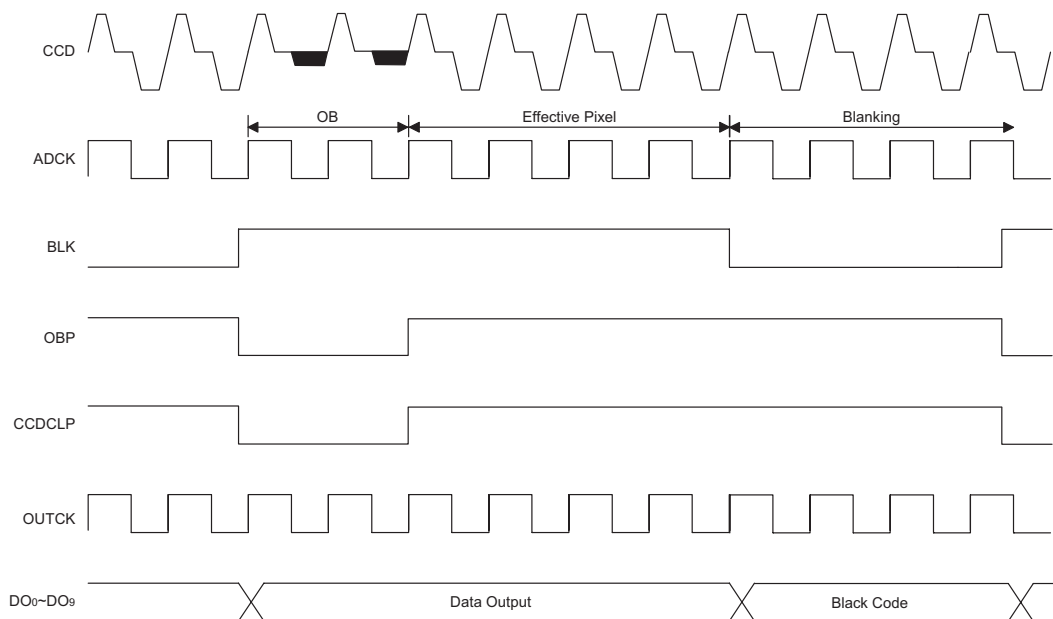 CCD
OB
Effective Pixel
Blanking
ADCK
BLK
OBP
CCDCLP
OUTCK
DO0~DO9
Data Output
Black Code